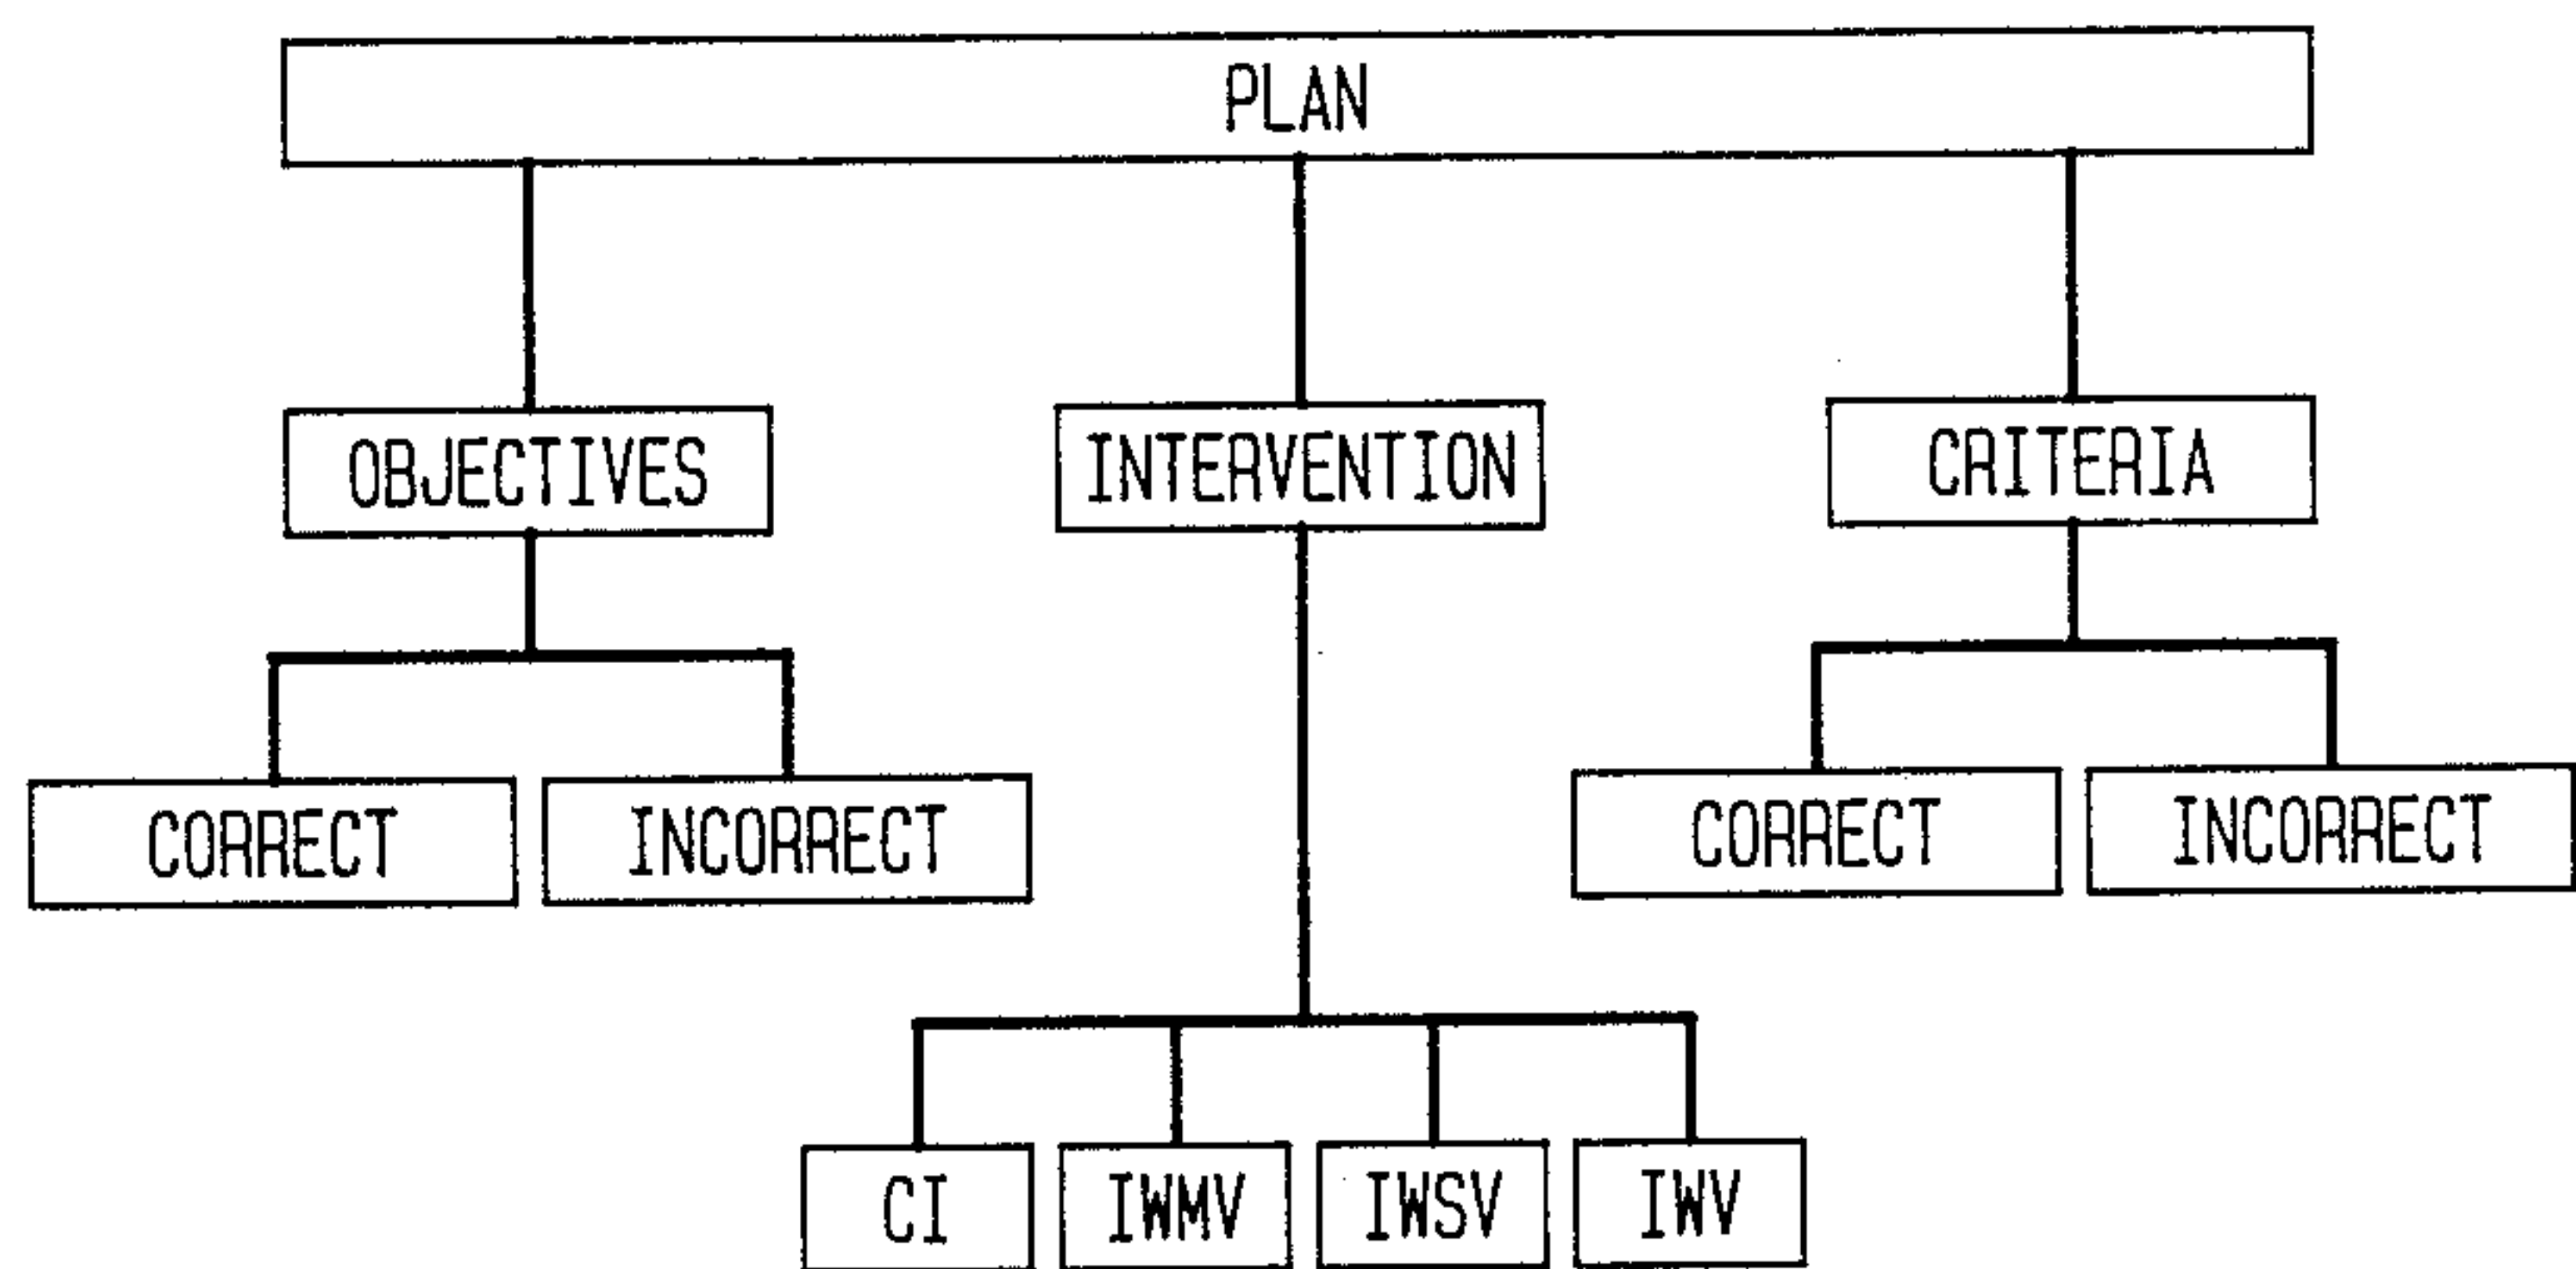 PLAN
OBJECTIVES INTERVENTION CRITERIA
CORRECT INCORRECT CORRECT INCORRECT
CI IWMV IWSV IWV